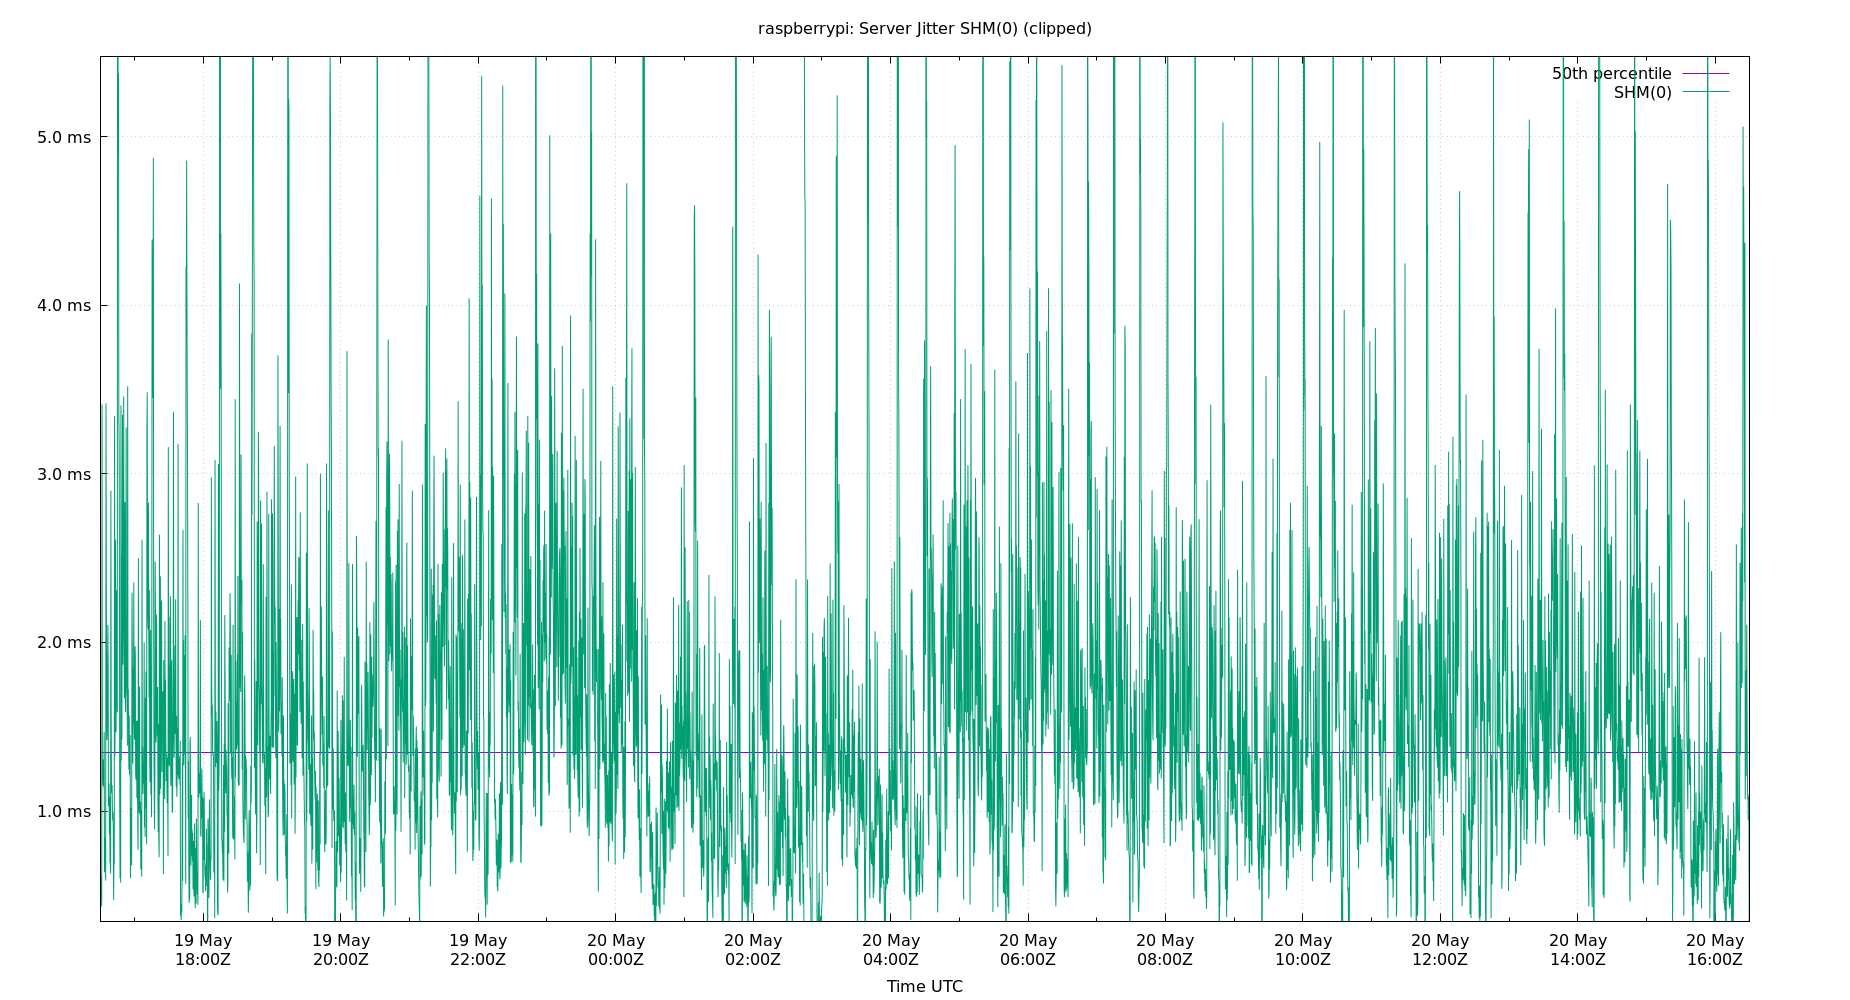 raspberrypi: Server Jitter SHM(0) (clipped)
50th percentile
SHM(0)
5.0 ms
4.0 ms
3.0 ms
2.0 ms
1.0 ms
19 May 19 May 19 May 20 May 20 May 20 May 20 May 20 May 20 May 20 May 20 May 20 May
18:00Z 20:00Z 22:00Z 00:00Z 02:00Z 04:00Z 06:00Z 08:00Z 10:00Z 12:00Z 14:00Z 16:00Z
Time UTC